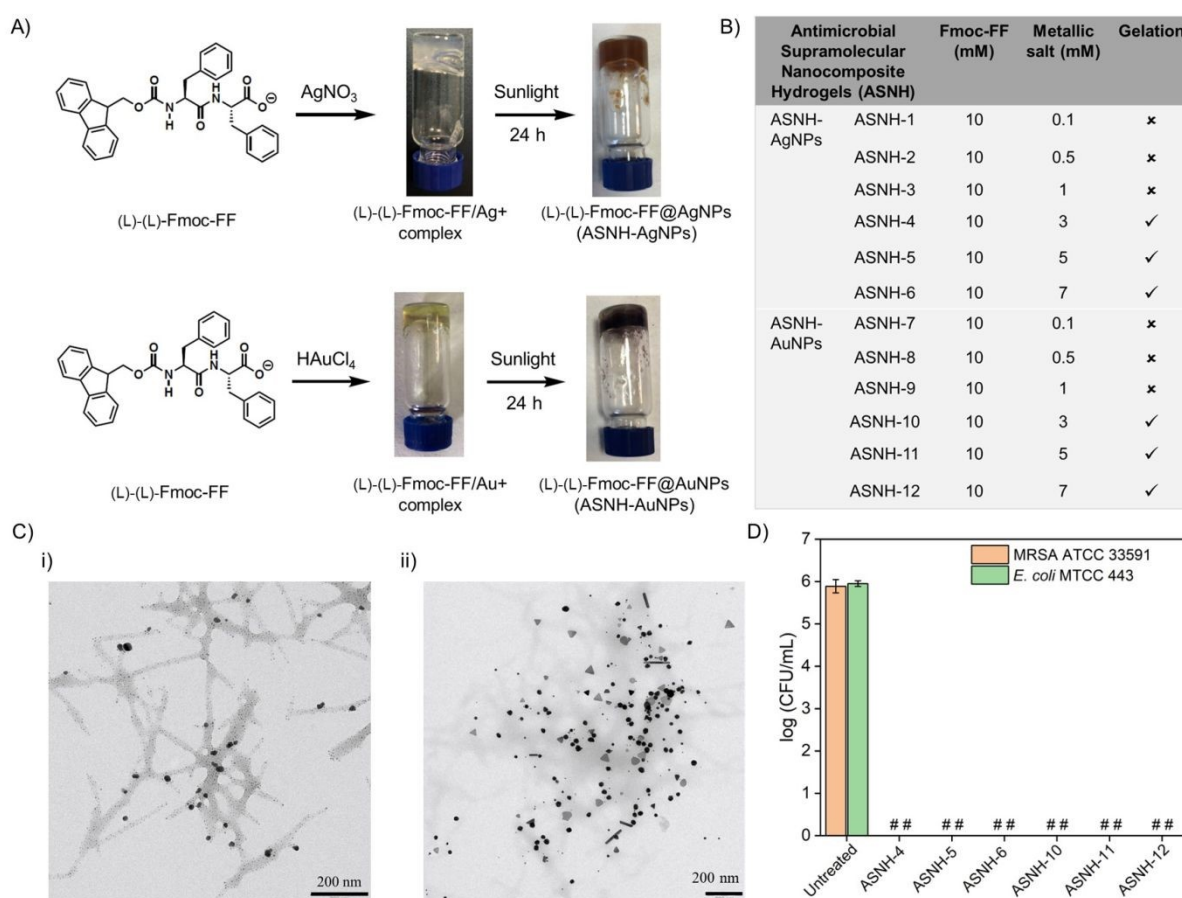 A)
O
O
N
H
H
N
O
O⊖
(L)-(L)-Fmoc-FF
AgNO3
(L)-(L)-Fmoc-FF/Ag+
complex
Sunlight
24 h
(L)-(L)-Fmoc-FF@AgNPs
(ASNH-AgNPs)
O
O
N
H
H
N
O
O⊖
(L)-(L)-Fmoc-FF
HAuCl4
(L)-(L)-Fmoc-FF/Au+
complex
Sunlight
24 h
(L)-(L)-Fmoc-FF@AuNPs
(ASNH-AuNPs)
B)
Antimicrobial Supramolecular Nanocomposite Hydrogels (ASNH) Fmoc-FF (mM) Metallic salt (mM) Gelation
ASNH-AgNPs ASNH-1 10 0.1 ×
ASNH-2 10 0.5 ×
ASNH-3 10 1 ×
ASNH-4 10 3 ✓
ASNH-5 10 5 ✓
ASNH-6 10 7 ✓
ASNH-AuNPs ASNH-7 10 0.1 ×
ASNH-8 10 0.5 ×
ASNH-9 10 1 ×
ASNH-10 10 3 ✓
ASNH-11 10 5 ✓
ASNH-12 10 7 ✓
C)
i)
200 nm
ii)
200 nm
D)
MRSA ATCC 33591
E. coli MTCC 443
log (CFU/mL)
7
6
5
4
3
2
1
0
# # # # # # # # # # # #
Untreated ASNH-4 ASNH-5 ASNH-6 ASNH-10 ASNH-11 ASNH-12